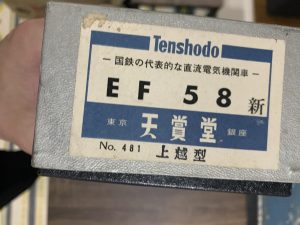 Tenshodo
－国鉄の代表的な直流電気機関車－
EF 58 新
東京 天賞堂 銀座
No. 481 上越型